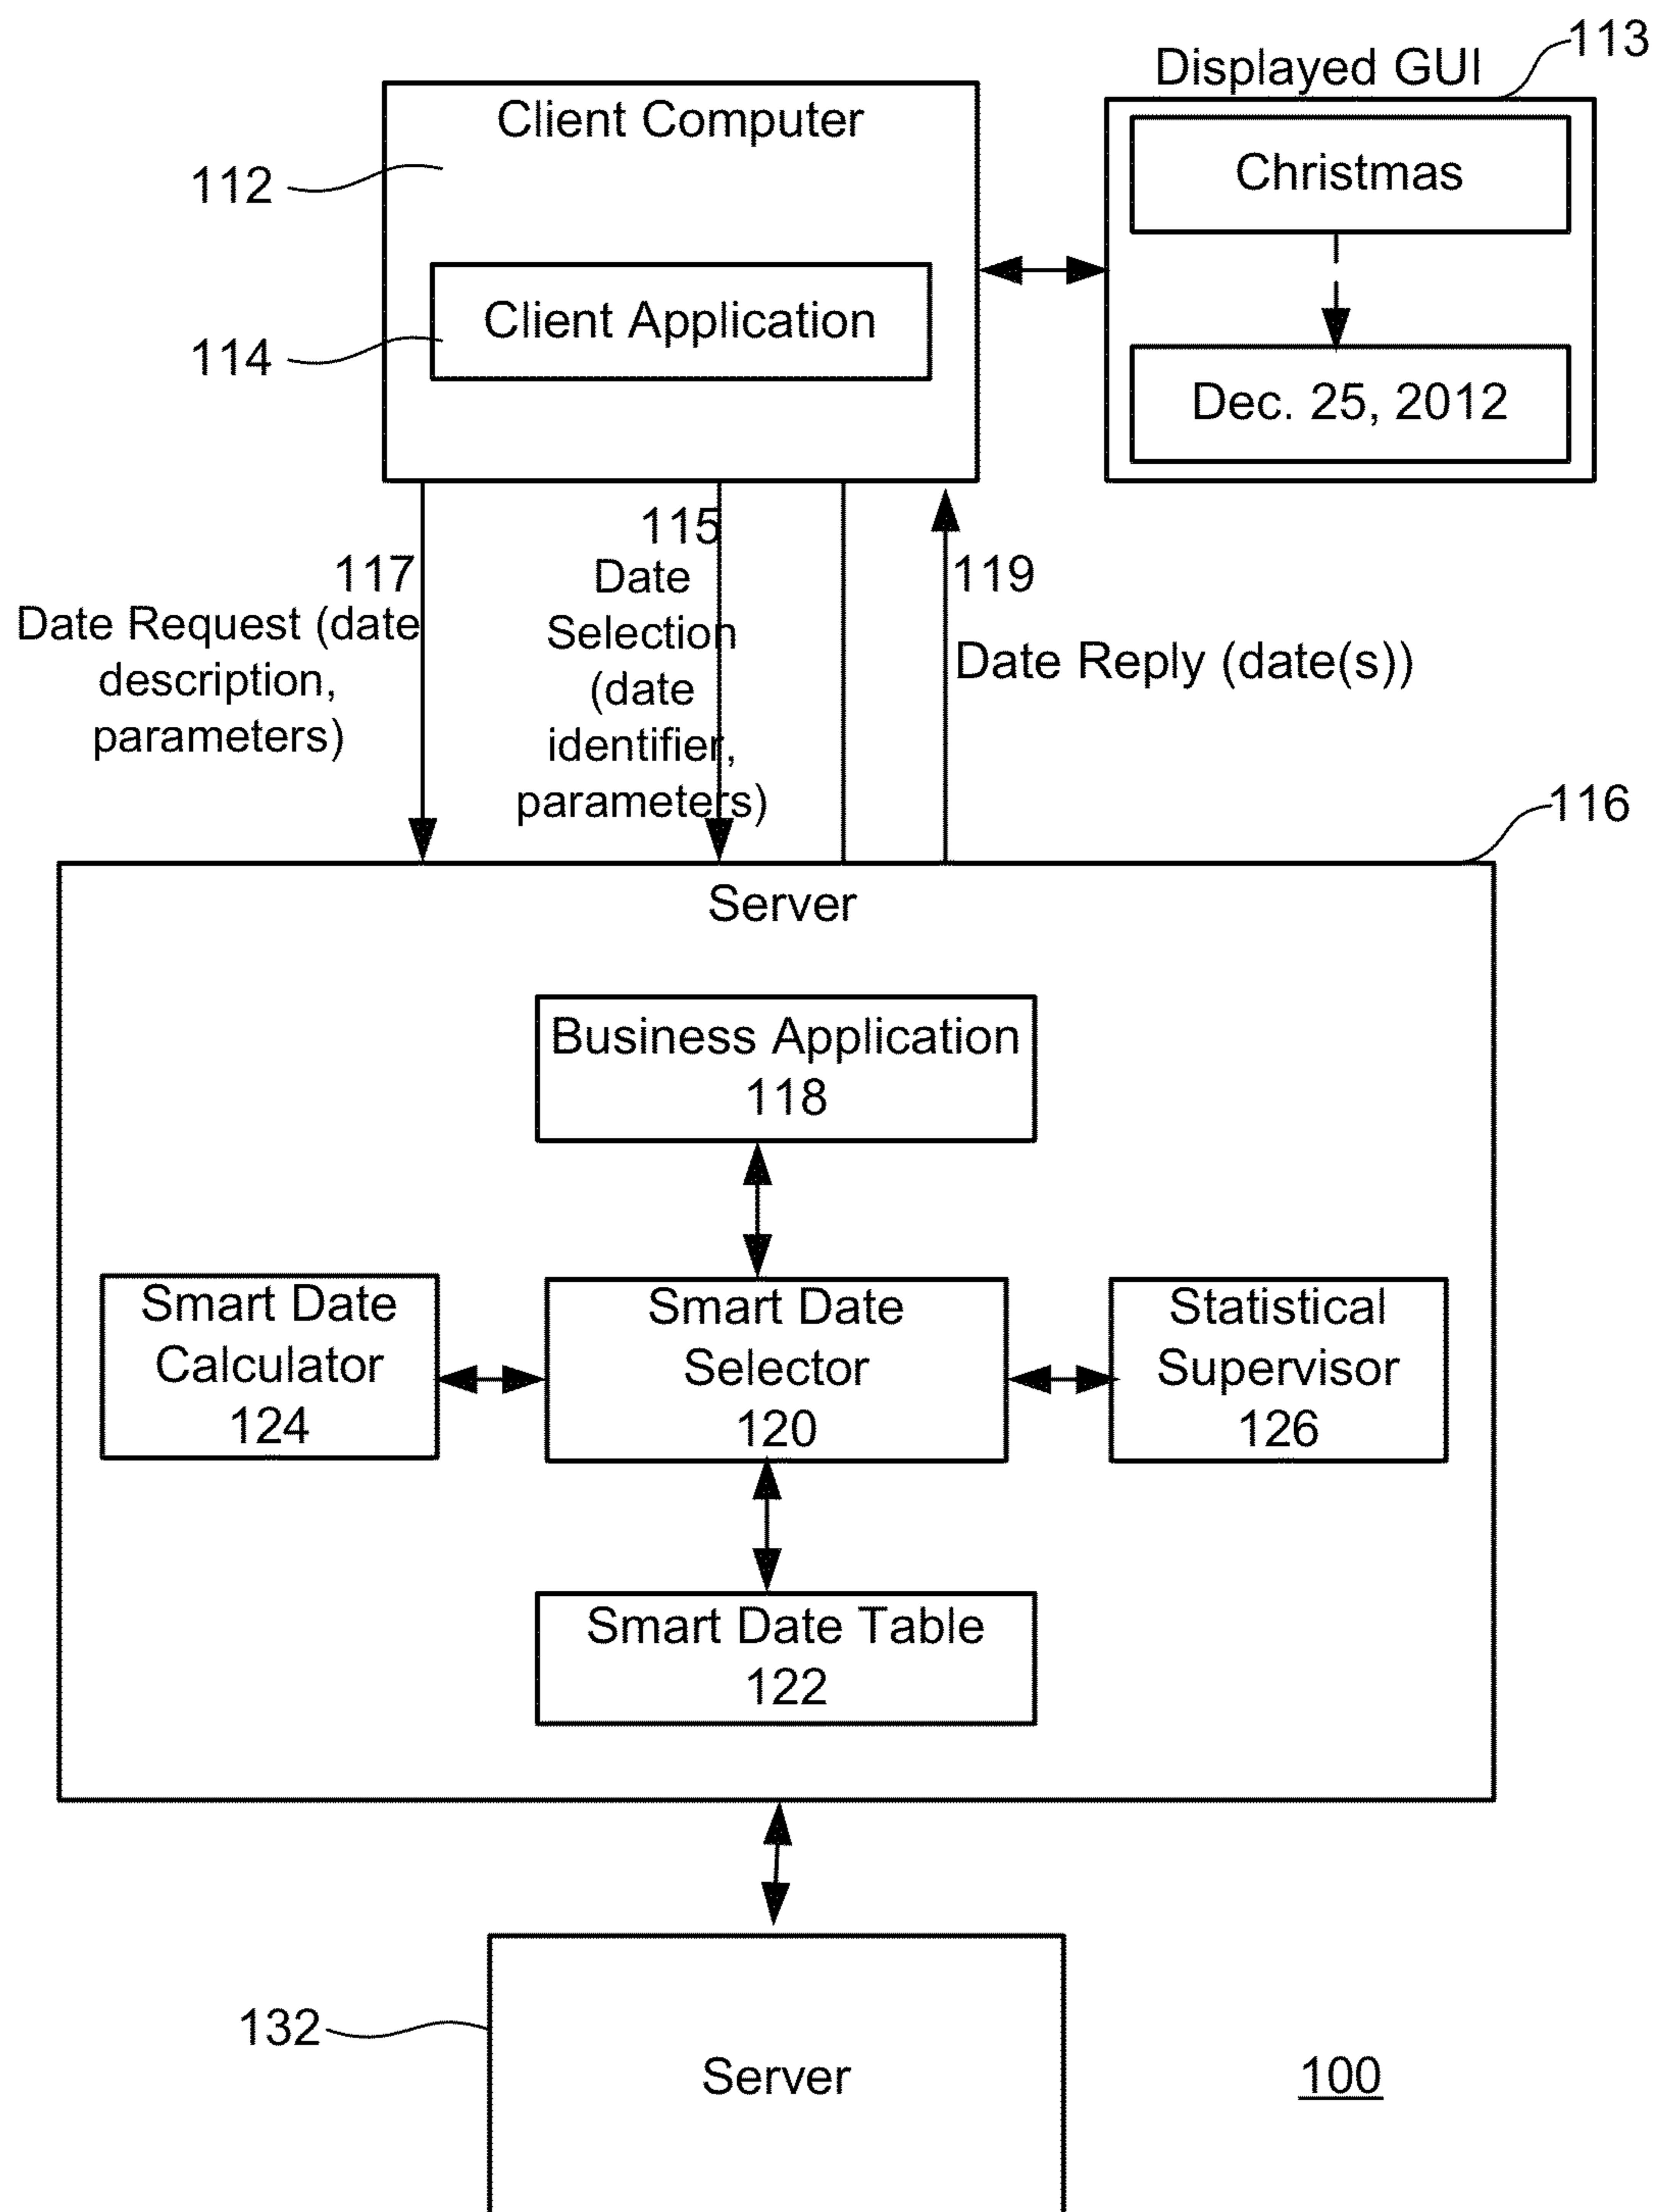 113
Displayed GUI
Client Computer
Christmas
112
Client Application
114
Dec. 25, 2012
117
Date Request (date
description,
parameters)
115
Date
Selection
(date
identifier,
parameters)
119
Date Reply (date(s))
116
Server
Business Application
118
Smart Date
Calculator
124
Smart Date
Selector
120
Statistical
Supervisor
126
Smart Date Table
122
132
Server
100